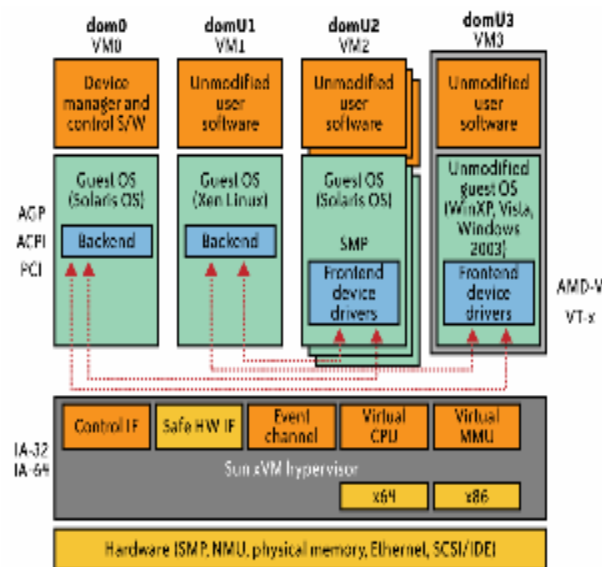 dom0
VM0
domU1
VM1
domU2
VM2
domU3
VM3
Device
manager and
control S/W
Unmodified
user
software
Unmodified
user
software
Unmodified
user
software
Guest OS
(Solaris OS)
Backend
Guest OS
(Xen Linux)
Backend
Guest OS
(Solaris OS)
SMP
Frontend
device
drivers
Unmodified
guest OS
(WinXP, Vista,
Windows
2003)
Frontend
device
drivers
AGP
ACPI
PCI
AMD-V
VT-x
Control IF
Safe HW IF
Event
channel
Virtual
CPU
Virtual
MMU
IA-32
IA-64
Sun xVM hypervisor
x64
x86
Hardware (SMP, NMU, physical memory, Ethernet, SCSI/IDE)